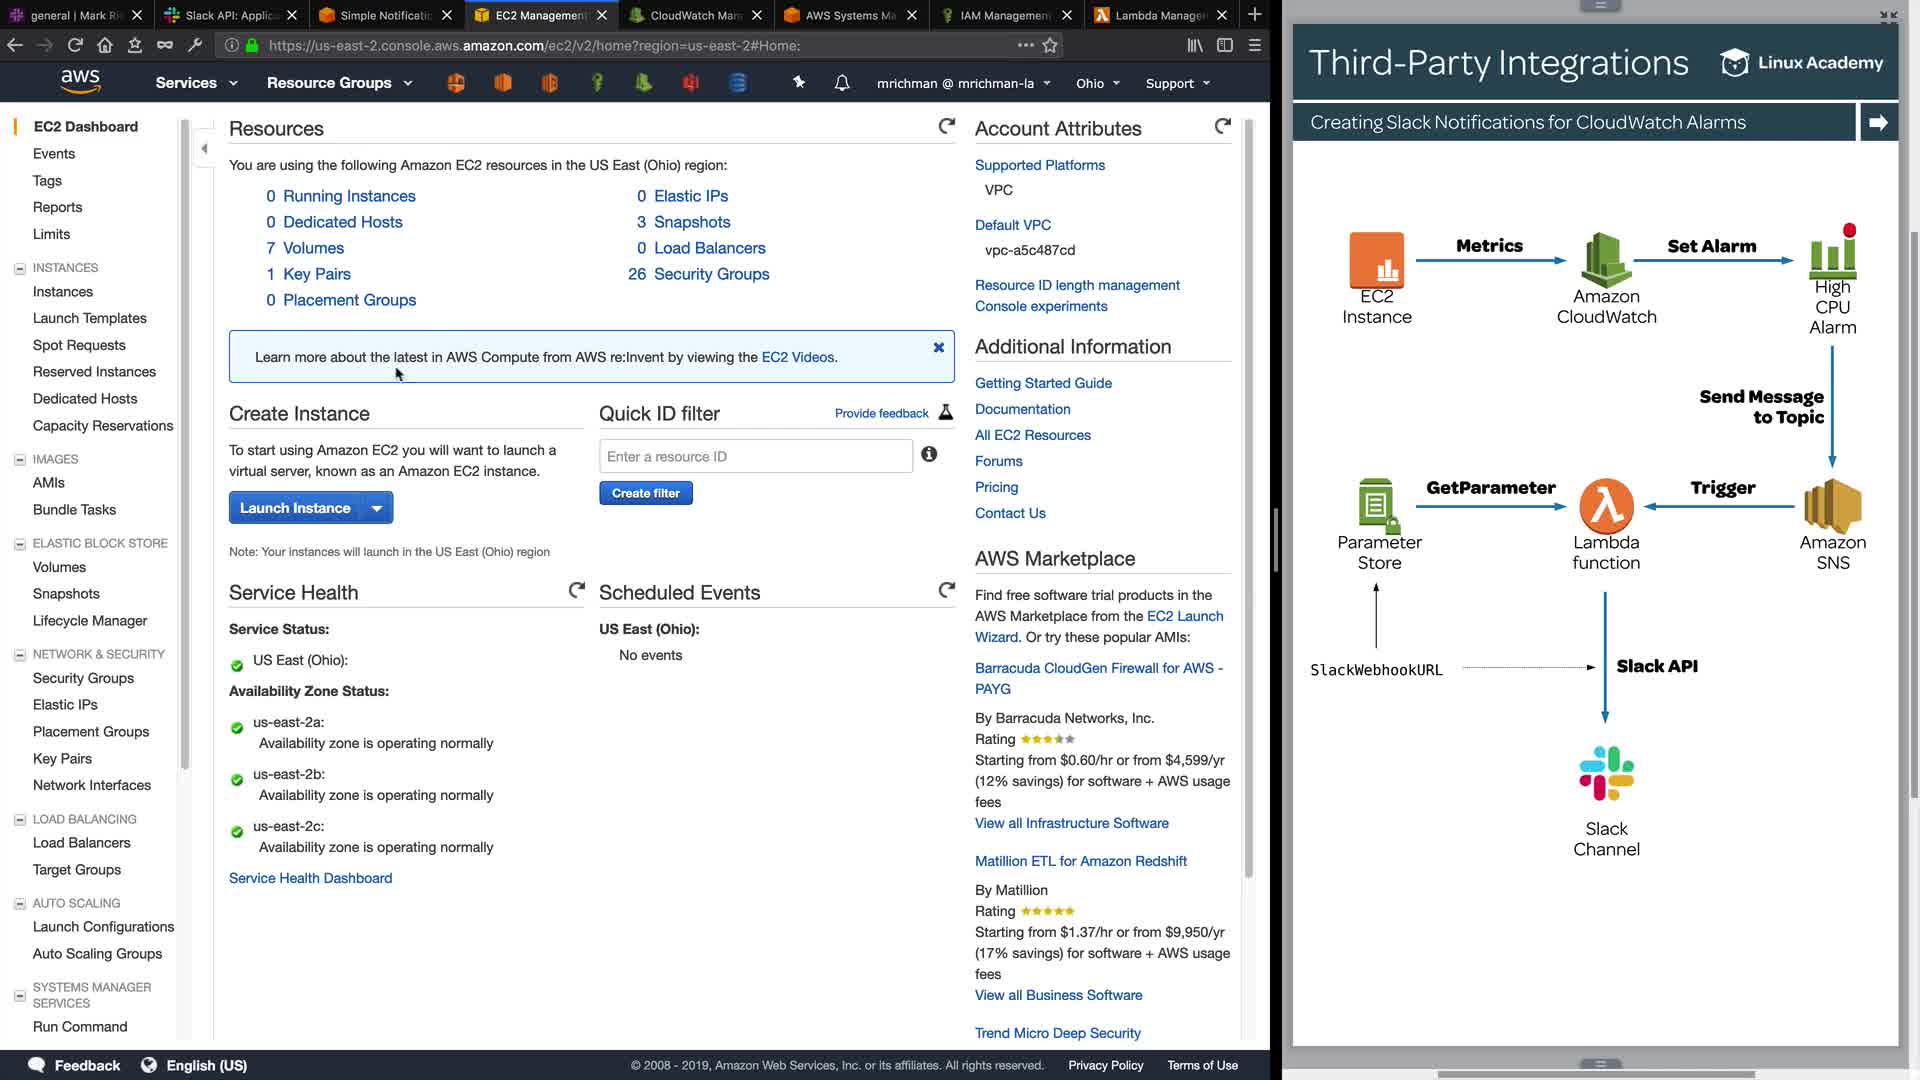 general | Mark Ri
Slack API: Applic
Simple Notificatio
EC2 Management
CloudWatch Man
AWS Systems Ma
IAM Management
Lambda Manage
https://us-east-2.console.aws.amazon.com/ec2/v2/home?region=us-east-2#Home:
aws
Services
Resource Groups
mrichman @ mrichman-la
Ohio
Support
EC2 Dashboard
Events
Tags
Reports
Limits
INSTANCES
Instances
Launch Templates
Spot Requests
Reserved Instances
Dedicated Hosts
Capacity Reservations
IMAGES
AMIs
Bundle Tasks
ELASTIC BLOCK STORE
Volumes
Snapshots
Lifecycle Manager
NETWORK & SECURITY
Security Groups
Elastic IPs
Placement Groups
Key Pairs
Network Interfaces
LOAD BALANCING
Load Balancers
Target Groups
AUTO SCALING
Launch Configurations
Auto Scaling Groups
SYSTEMS MANAGER
SERVICES
Run Command
Resources
You are using the following Amazon EC2 resources in the US East (Ohio) region:
0 Running Instances
0 Elastic IPs
0 Dedicated Hosts
3 Snapshots
7 Volumes
0 Load Balancers
1 Key Pairs
26 Security Groups
0 Placement Groups
Learn more about the latest in AWS Compute from AWS re:Invent by viewing the EC2 Videos.
Create Instance
To start using Amazon EC2 you will want to launch a
virtual server, known as an Amazon EC2 instance.
Launch Instance
Note: Your instances will launch in the US East (Ohio) region
Quick ID filter
Provide feedback
Enter a resource ID
Create filter
Service Health
Service Status:
US East (Ohio):
Availability Zone Status:
us-east-2a:
Availability zone is operating normally
us-east-2b:
Availability zone is operating normally
us-east-2c:
Availability zone is operating normally
Service Health Dashboard
Scheduled Events
US East (Ohio):
No events
Account Attributes
Supported Platforms
VPC
Default VPC
vpc-a5c487cd
Resource ID length management
Console experiments
Additional Information
Getting Started Guide
Documentation
All EC2 Resources
Forums
Pricing
Contact Us
AWS Marketplace
Find free software trial products in the
AWS Marketplace from the EC2 Launch
Wizard. Or try these popular AMIs:
Barracuda CloudGen Firewall for AWS -
PAYG
By Barracuda Networks, Inc.
Rating
Starting from $0.60/hr or from $4,599/yr
(12% savings) for software + AWS usage
fees
View all Infrastructure Software
Matillion ETL for Amazon Redshift
By Matillion
Rating
Starting from $1.37/hr or from $9,950/yr
(17% savings) for software + AWS usage
fees
View all Business Software
Trend Micro Deep Security
Feedback
English (US)
© 2008 - 2019, Amazon Web Services, Inc. or its affiliates. All rights reserved.
Privacy Policy
Terms of Use
Third-Party Integrations
Linux Academy
Creating Slack Notifications for CloudWatch Alarms
Metrics
Set Alarm
EC2
Instance
Amazon
CloudWatch
High
CPU
Alarm
Send Message
to Topic
GetParameter
Trigger
Parameter
Store
Lambda
function
Amazon
SNS
SlackWebhookURL
Slack API
Slack
Channel